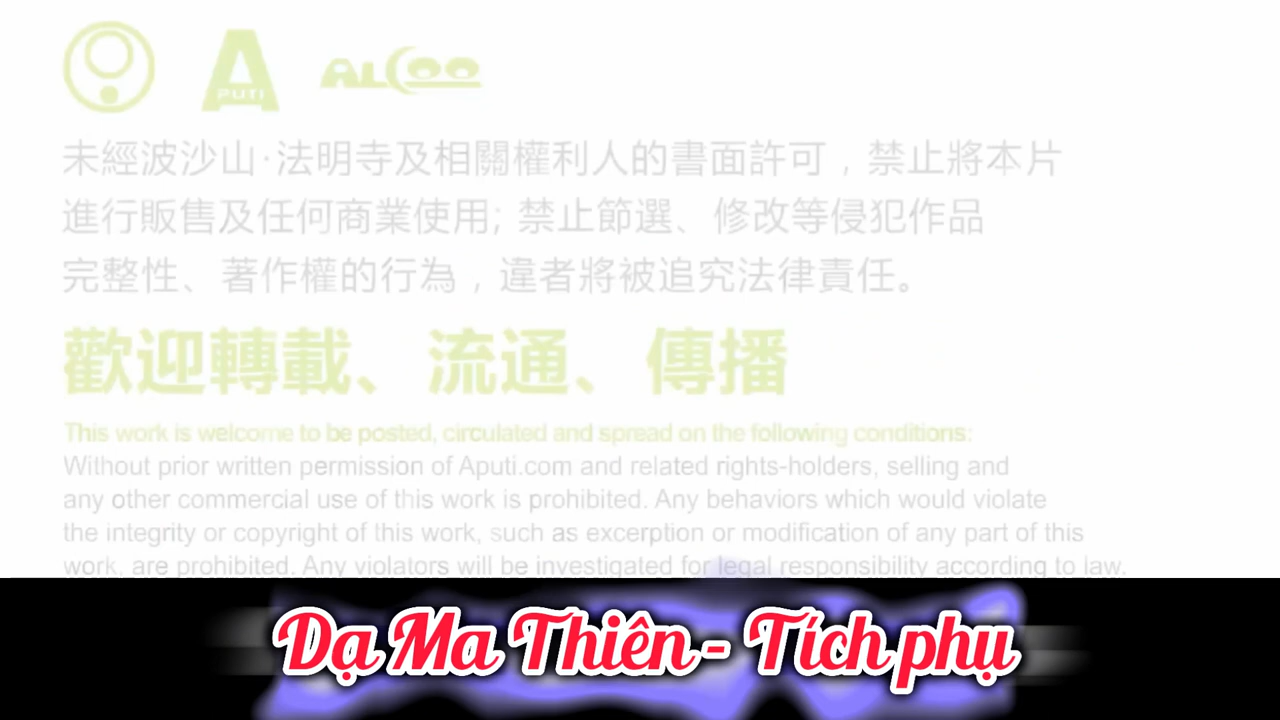 A
PUTI
ALCOO
未經波沙山·法明寺及相關權利人的書面許可，禁止將本片
進行販售及任何商業使用; 禁止節選、修改等侵犯作品
完整性、著作權的行為，違者將被追究法律責任。
歡迎轉載、流通、傳播
This work is welcome to be posted, circulated and spread on the following conditions:
Without prior written permission of Aputi.com and related rights-holders, selling and
any other commercial use of this work is prohibited. Any behaviors which would violate
the integrity or copyright of this work, such as excerption or modification of any part of this
work, are prohibited. Any violators will be investigated for legal responsibility according to law.
Dạ Ma Thiên - Tích phụ